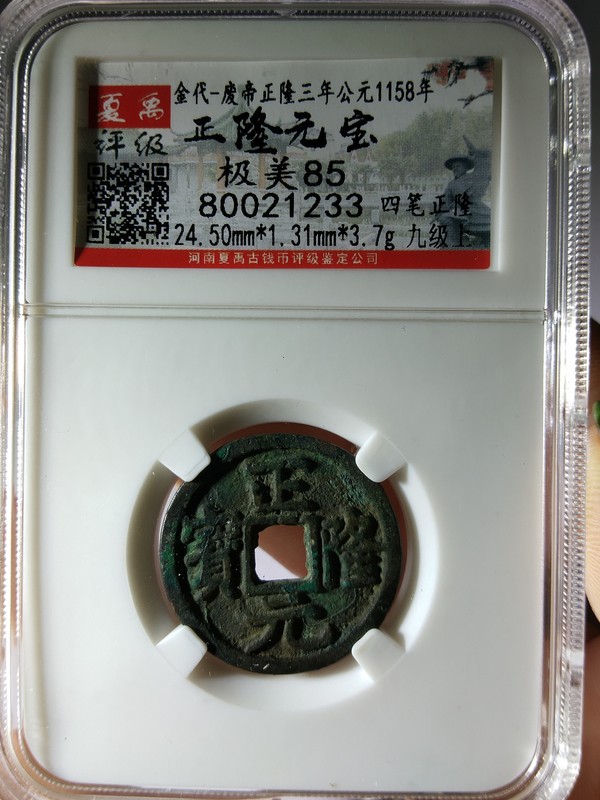 金代-废帝正隆三年公元1158年
夏禹
评级
正隆元宝
极美85
80021233 四笔正隆
24.50mm*1.31mm*3.7g 九级上
河南夏禹古钱币评级鉴定公司
正隆元寶